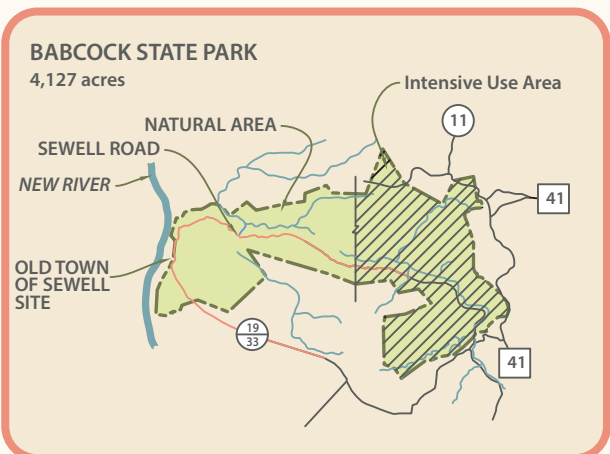 BABCOCK STATE PARK
4,127 acres
Intensive Use Area
11
NATURAL AREA
SEWELL ROAD
NEW RIVER
41
OLD TOWN
OF SEWELL
SITE
19
33
41